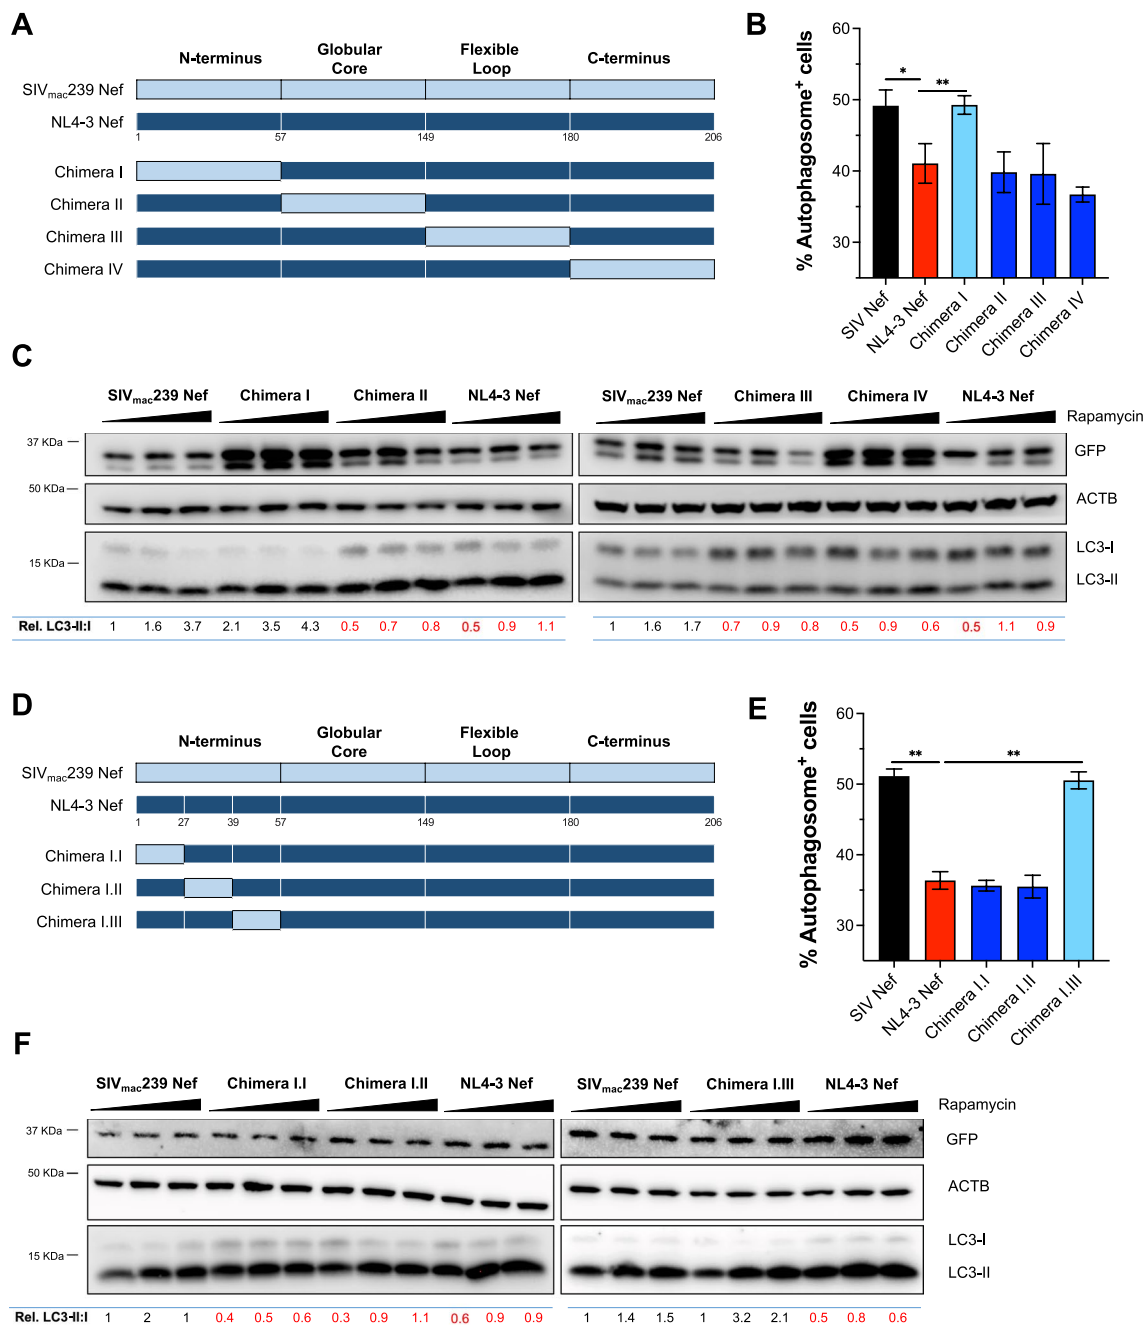 A
N-terminus Globular Core Flexible Loop C-terminus
SIVmac239 Nef
NL4-3 Nef
1 57 149 180 206
Chimera I
Chimera II
Chimera III
Chimera IV
B
% Autophagosome+ cells
60
50
40
30
* **
SIV Nef NL4-3 Nef Chimera I Chimera II Chimera III Chimera IV
C
SIVmac239 Nef Chimera I Chimera II NL4-3 Nef SIVmac239 Nef Chimera III Chimera IV NL4-3 Nef
Rapamycin
37 KDa GFP
50 KDa ACTB
LC3-I
15 KDa
LC3-II
Rel. LC3-II:I 1 1.6 3.7 2.1 3.5 4.3 0.5 0.7 0.8 0.5 0.9 1.1 1 1.6 1.7 0.7 0.9 0.8 0.5 0.9 0.6 0.5 1.1 0.9
D
N-terminus Globular Core Flexible Loop C-terminus
SIVmac239 Nef
NL4-3 Nef
1 27 39 57 149 180 206
Chimera I.I
Chimera I.II
Chimera I.III
E
% Autophagosome+ cells
60
50
40
30
** **
SIV Nef NL4-3 Nef Chimera I.I Chimera I.II Chimera I.III
F
SIVmac239 Nef Chimera I.I Chimera I.II NL4-3 Nef SIVmac239 Nef Chimera I.III NL4-3 Nef
Rapamycin
37 KDa GFP
50 KDa ACTB
LC3-I
15 KDa
LC3-II
Rel. LC3-II:I 1 2 1 0.4 0.5 0.6 0.3 0.9 1.1 0.6 0.9 0.9 1 1.4 1.5 1 3.2 2.1 0.5 0.8 0.6